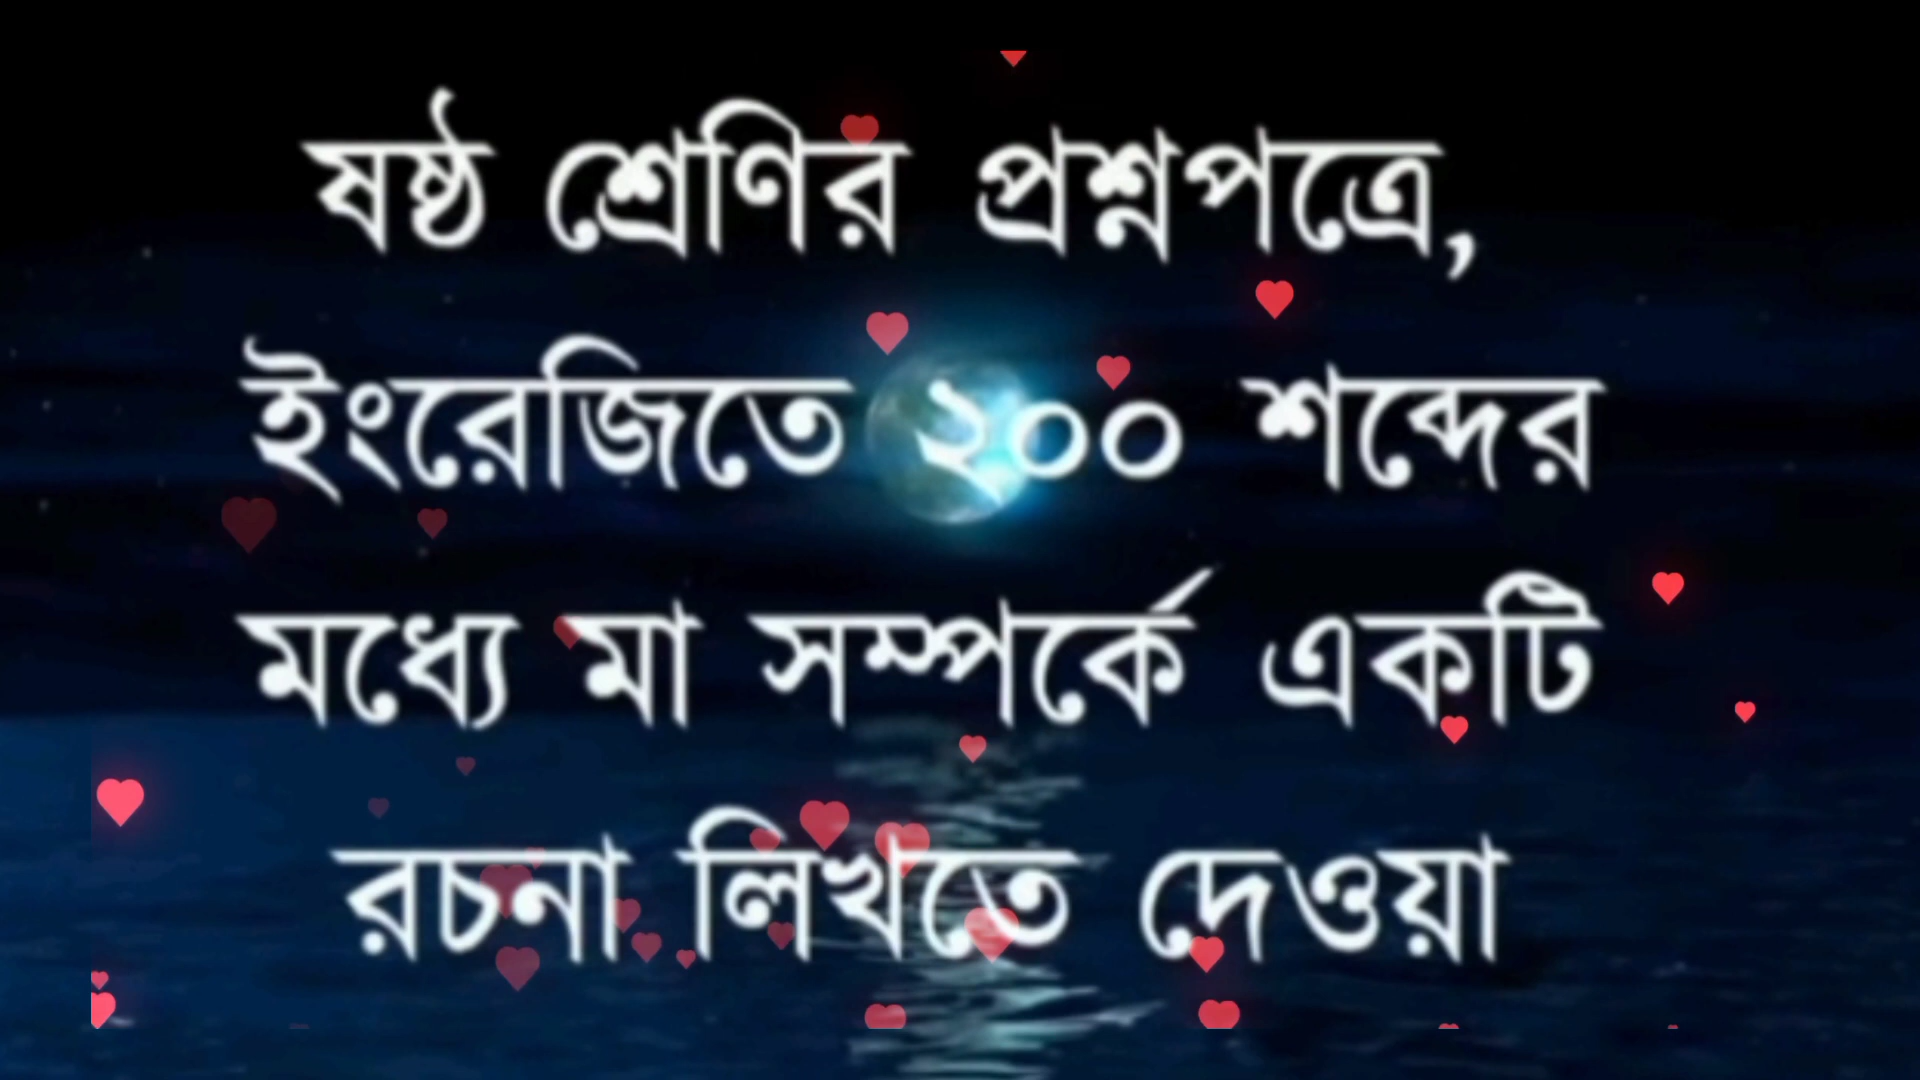 ষষ্ঠ শ্রেণির প্রশ্নপত্রে,
ইংরেজিতে ২০০ শব্দের
মধ্যে মা সম্পর্কে একটি
রচনা লিখতে দেওয়া